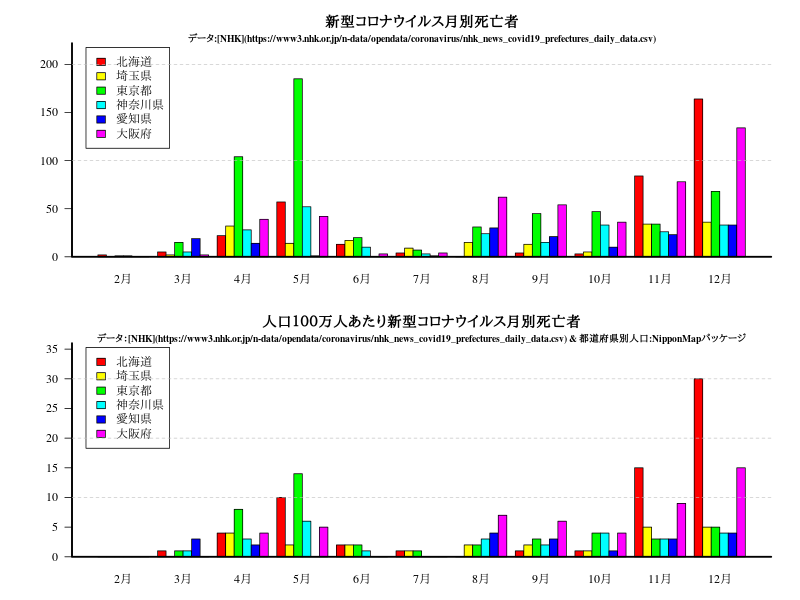 新型コロナウイルス月別死亡者
データ:[NHK](https://www3.nhk.or.jp/n-data/opendata/coronavirus/nhk_news_covid19_prefectures_daily_data.csv)
北海道
埼玉県
東京都
神奈川県
愛知県
大阪府
200
150
100
50
0
2月 3月 4月 5月 6月 7月 8月 9月 10月 11月 12月
人口100万人あたり新型コロナウイルス月別死亡者
データ:[NHK](https://www3.nhk.or.jp/n-data/opendata/coronavirus/nhk_news_covid19_prefectures_daily_data.csv) & 都道府県別人口:NipponMapパッケージ
北海道
埼玉県
東京都
神奈川県
愛知県
大阪府
35
30
25
20
15
10
5
0
2月 3月 4月 5月 6月 7月 8月 9月 10月 11月 12月